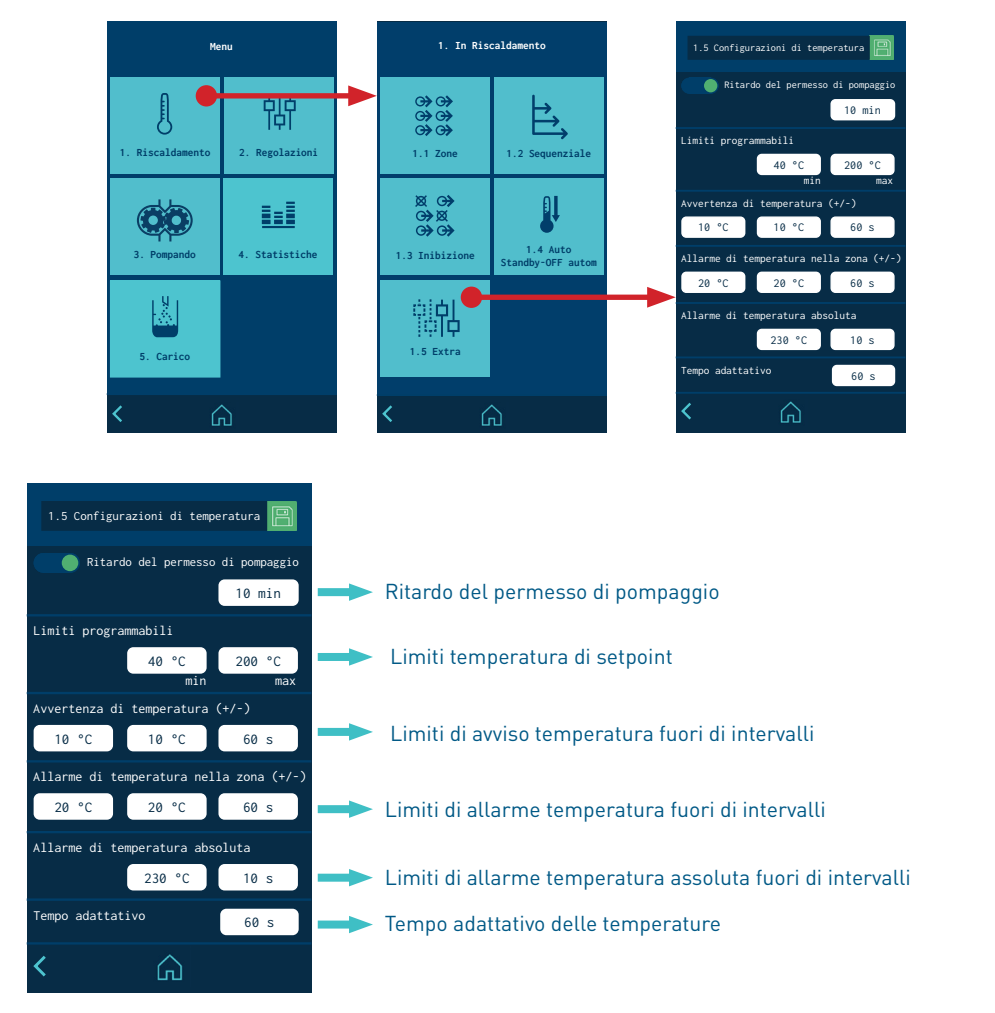 Menu
1. Riscaldamento
2. Regolazioni
3. Pompando
4. Statistiche
5. Carico
1. In Riscaldamento
1.1 Zone
1.2 Sequenziale
1.3 Inibizione
1.4 Auto
Standby-OFF autom
1.5 Extra
1.5 Configurazioni di temperatura
Ritardo del permesso di pompaggio
10 min
Limiti programmabili
40 °C 200 °C
min max
Avvertenza di temperatura (+/-)
10 °C 10 °C 60 s
Allarme di temperatura nella zona (+/-)
20 °C 20 °C 60 s
Allarme di temperatura absoluta
230 °C 10 s
Tempo adattativo
60 s
1.5 Configurazioni di temperatura
Ritardo del permesso di pompaggio
10 min
Ritardo del permesso di pompaggio
Limiti programmabili
40 °C 200 °C
min max
Limiti temperatura di setpoint
Avvertenza di temperatura (+/-)
10 °C 10 °C 60 s
Limiti di avviso temperatura fuori di intervalli
Allarme di temperatura nella zona (+/-)
20 °C 20 °C 60 s
Limiti di allarme temperatura fuori di intervalli
Allarme di temperatura absoluta
230 °C 10 s
Limiti di allarme temperatura assoluta fuori di intervalli
Tempo adattativo
60 s
Tempo adattativo delle temperature